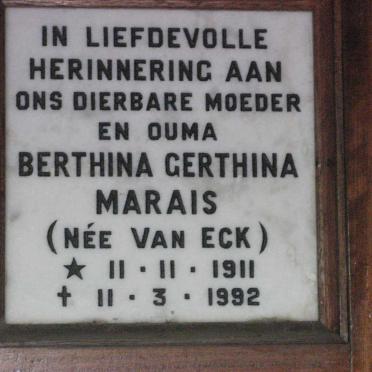 IN LIEFDEVOLLE
HERINNERING AAN
ONS DIERBARE MOEDER
EN OUMA
BERTHINA GERTHINA
MARAIS
(NÉE VAN ECK)
★ 11 · 11 · 1911
✝ 11 · 3 · 1992